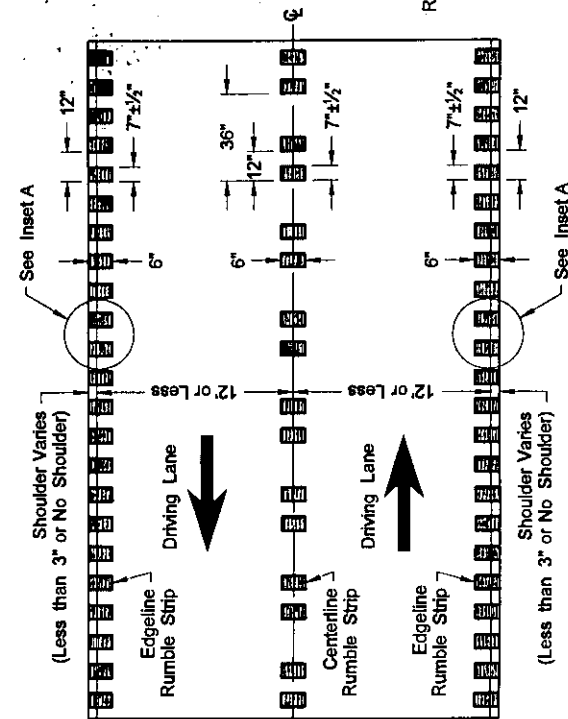 See Inset A
12"
7"±½"
6"
Shoulder Varies
(Less than 3" or No Shoulder)
12' or Less
Driving Lane
Edgeline
Rumble Strip
36"
12"
7"±½"
6"
℄
R
Centerline
Rumble Strip
12' or Less
Driving Lane
7"±½"
12"
6"
Edgeline
Rumble Strip
See Inset A
Shoulder Varies
(Less than 3" or No Shoulder)